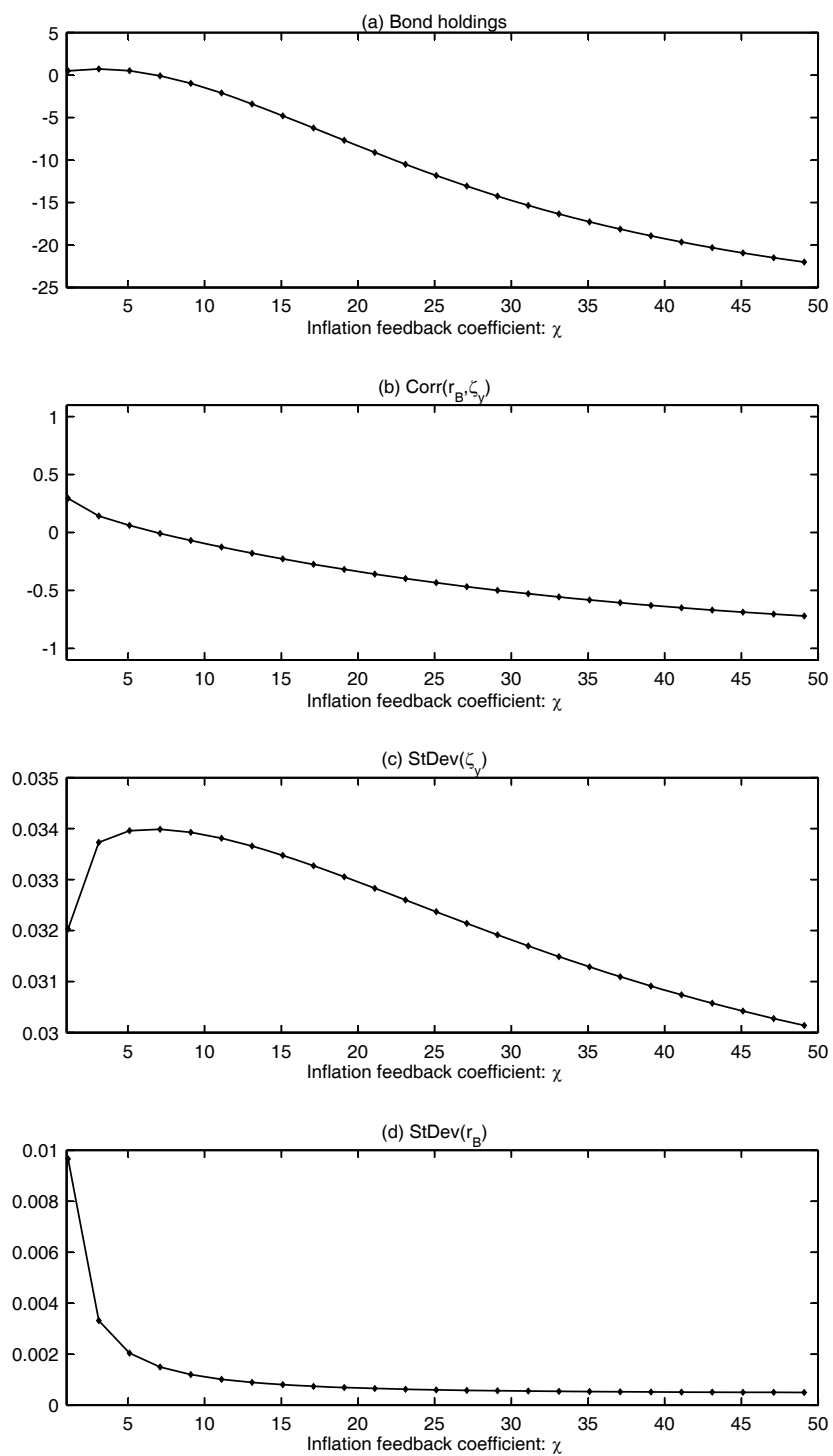 (a) Bond holdings
5
0
-5
-10
-15
-20
-25
5 10 15 20 25 30 35 40 45 50
Inflation feedback coefficient: χ
(b) Corr(r_B,ζ_y)
1
0.5
0
-0.5
-1
5 10 15 20 25 30 35 40 45 50
Inflation feedback coefficient: χ
(c) StDev(ζ_y)
0.035
0.034
0.033
0.032
0.031
0.03
5 10 15 20 25 30 35 40 45 50
Inflation feedback coefficient: χ
(d) StDev(r_B)
0.01
0.008
0.006
0.004
0.002
0
5 10 15 20 25 30 35 40 45 50
Inflation feedback coefficient: χ